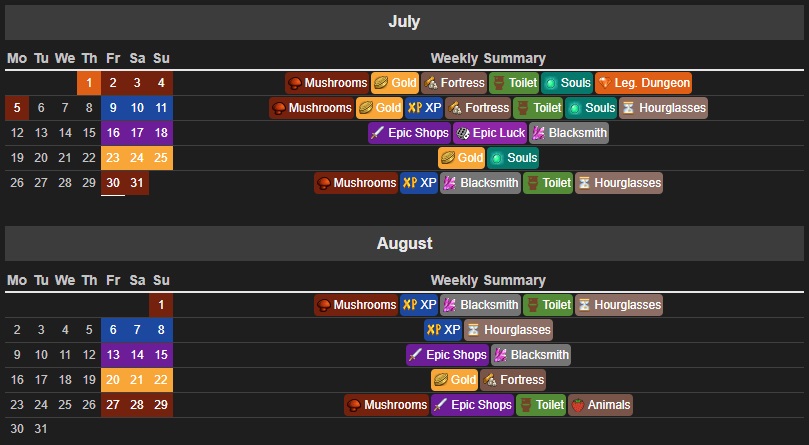 July
Mo Tu We Th Fr Sa Su Weekly Summary
1 2 3 4 Mushrooms Gold Fortress Toilet Souls Leg. Dungeon
5 6 7 8 9 10 11 Mushrooms Gold XP XP Fortress Toilet Souls Hourglasses
12 13 14 15 16 17 18 Epic Shops Epic Luck Blacksmith
19 20 21 22 23 24 25 Gold Souls
26 27 28 29 30 31 Mushrooms XP XP Blacksmith Toilet Hourglasses
August
Mo Tu We Th Fr Sa Su Weekly Summary
1 Mushrooms XP XP Blacksmith Toilet Hourglasses
2 3 4 5 6 7 8 XP XP Hourglasses
9 10 11 12 13 14 15 Epic Shops Blacksmith
16 17 18 19 20 21 22 Gold Fortress
23 24 25 26 27 28 29 Mushrooms Epic Shops Toilet Animals
30 31